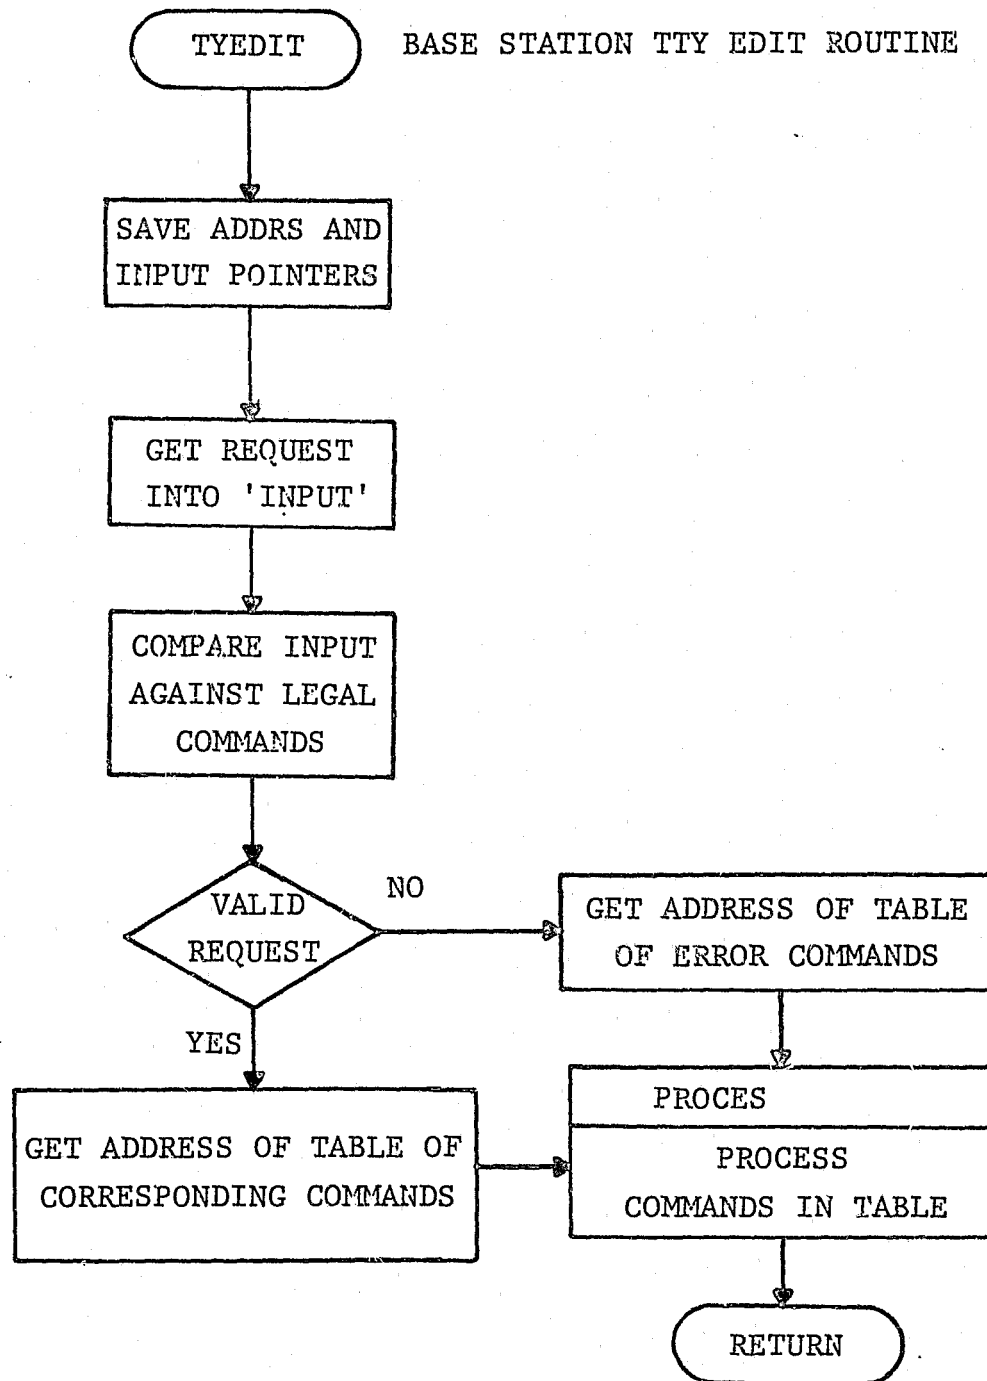 TYEDIT
BASE STATION TTY EDIT ROUTINE
SAVE ADDRS AND
INPUT POINTERS
GET REQUEST
INTO 'INPUT'
COMPARE INPUT
AGAINST LEGAL
COMMANDS
VALID
REQUEST
NO
GET ADDRESS OF TABLE
OF ERROR COMMANDS
YES
GET ADDRESS OF TABLE OF
CORRESPONDING COMMANDS
PROCES
PROCESS
COMMANDS IN TABLE
RETURN